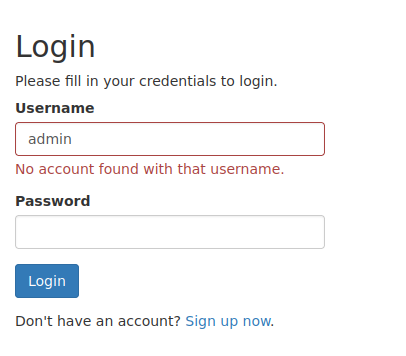 Login
Please fill in your credentials to login.
Username
admin
No account found with that username.
Password
Login
Don't have an account? Sign up now.